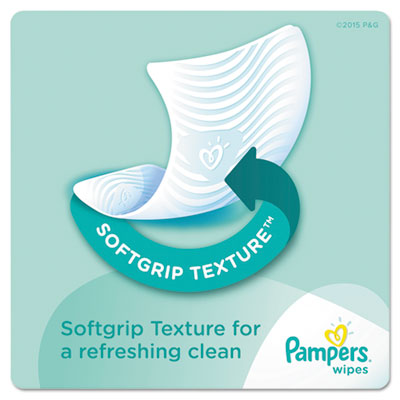 ©2015 P&G
SOFTGRIP TEXTURE™
Softgrip Texture for
a refreshing clean
Pampers®
wipes